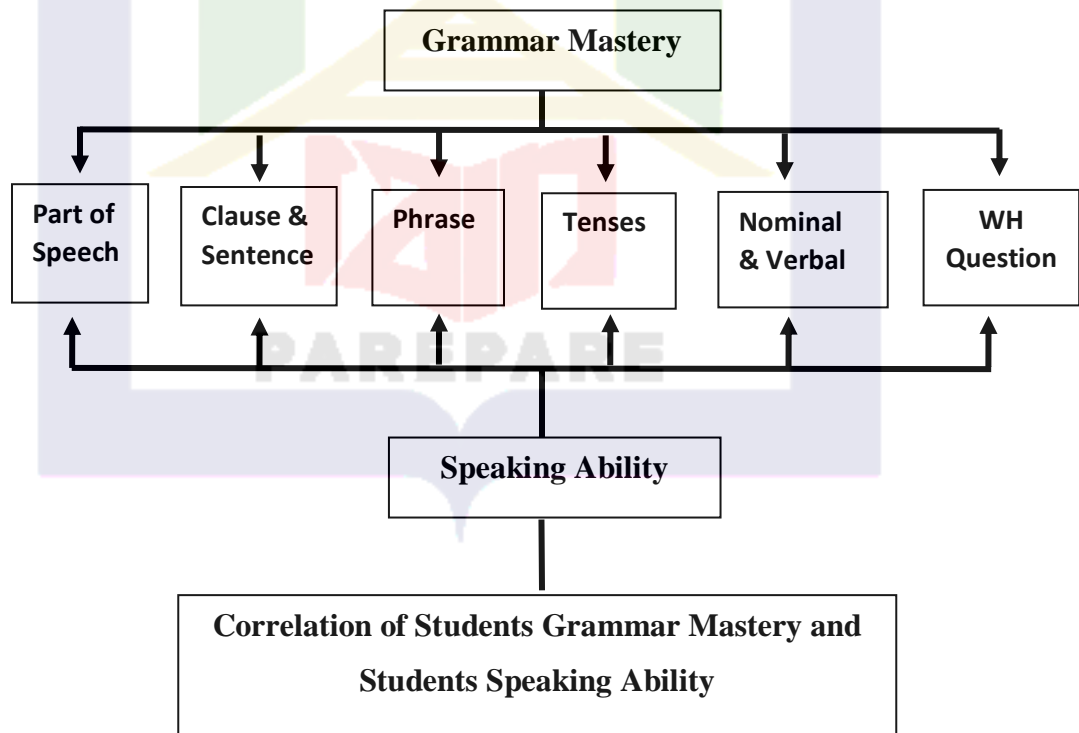 Grammar Mastery
Part of
Speech
Clause &
Sentence
Phrase
Tenses
Nominal
& Verbal
WH
Question
PAREPARE
Speaking Ability
Correlation of Students Grammar Mastery and
Students Speaking Ability